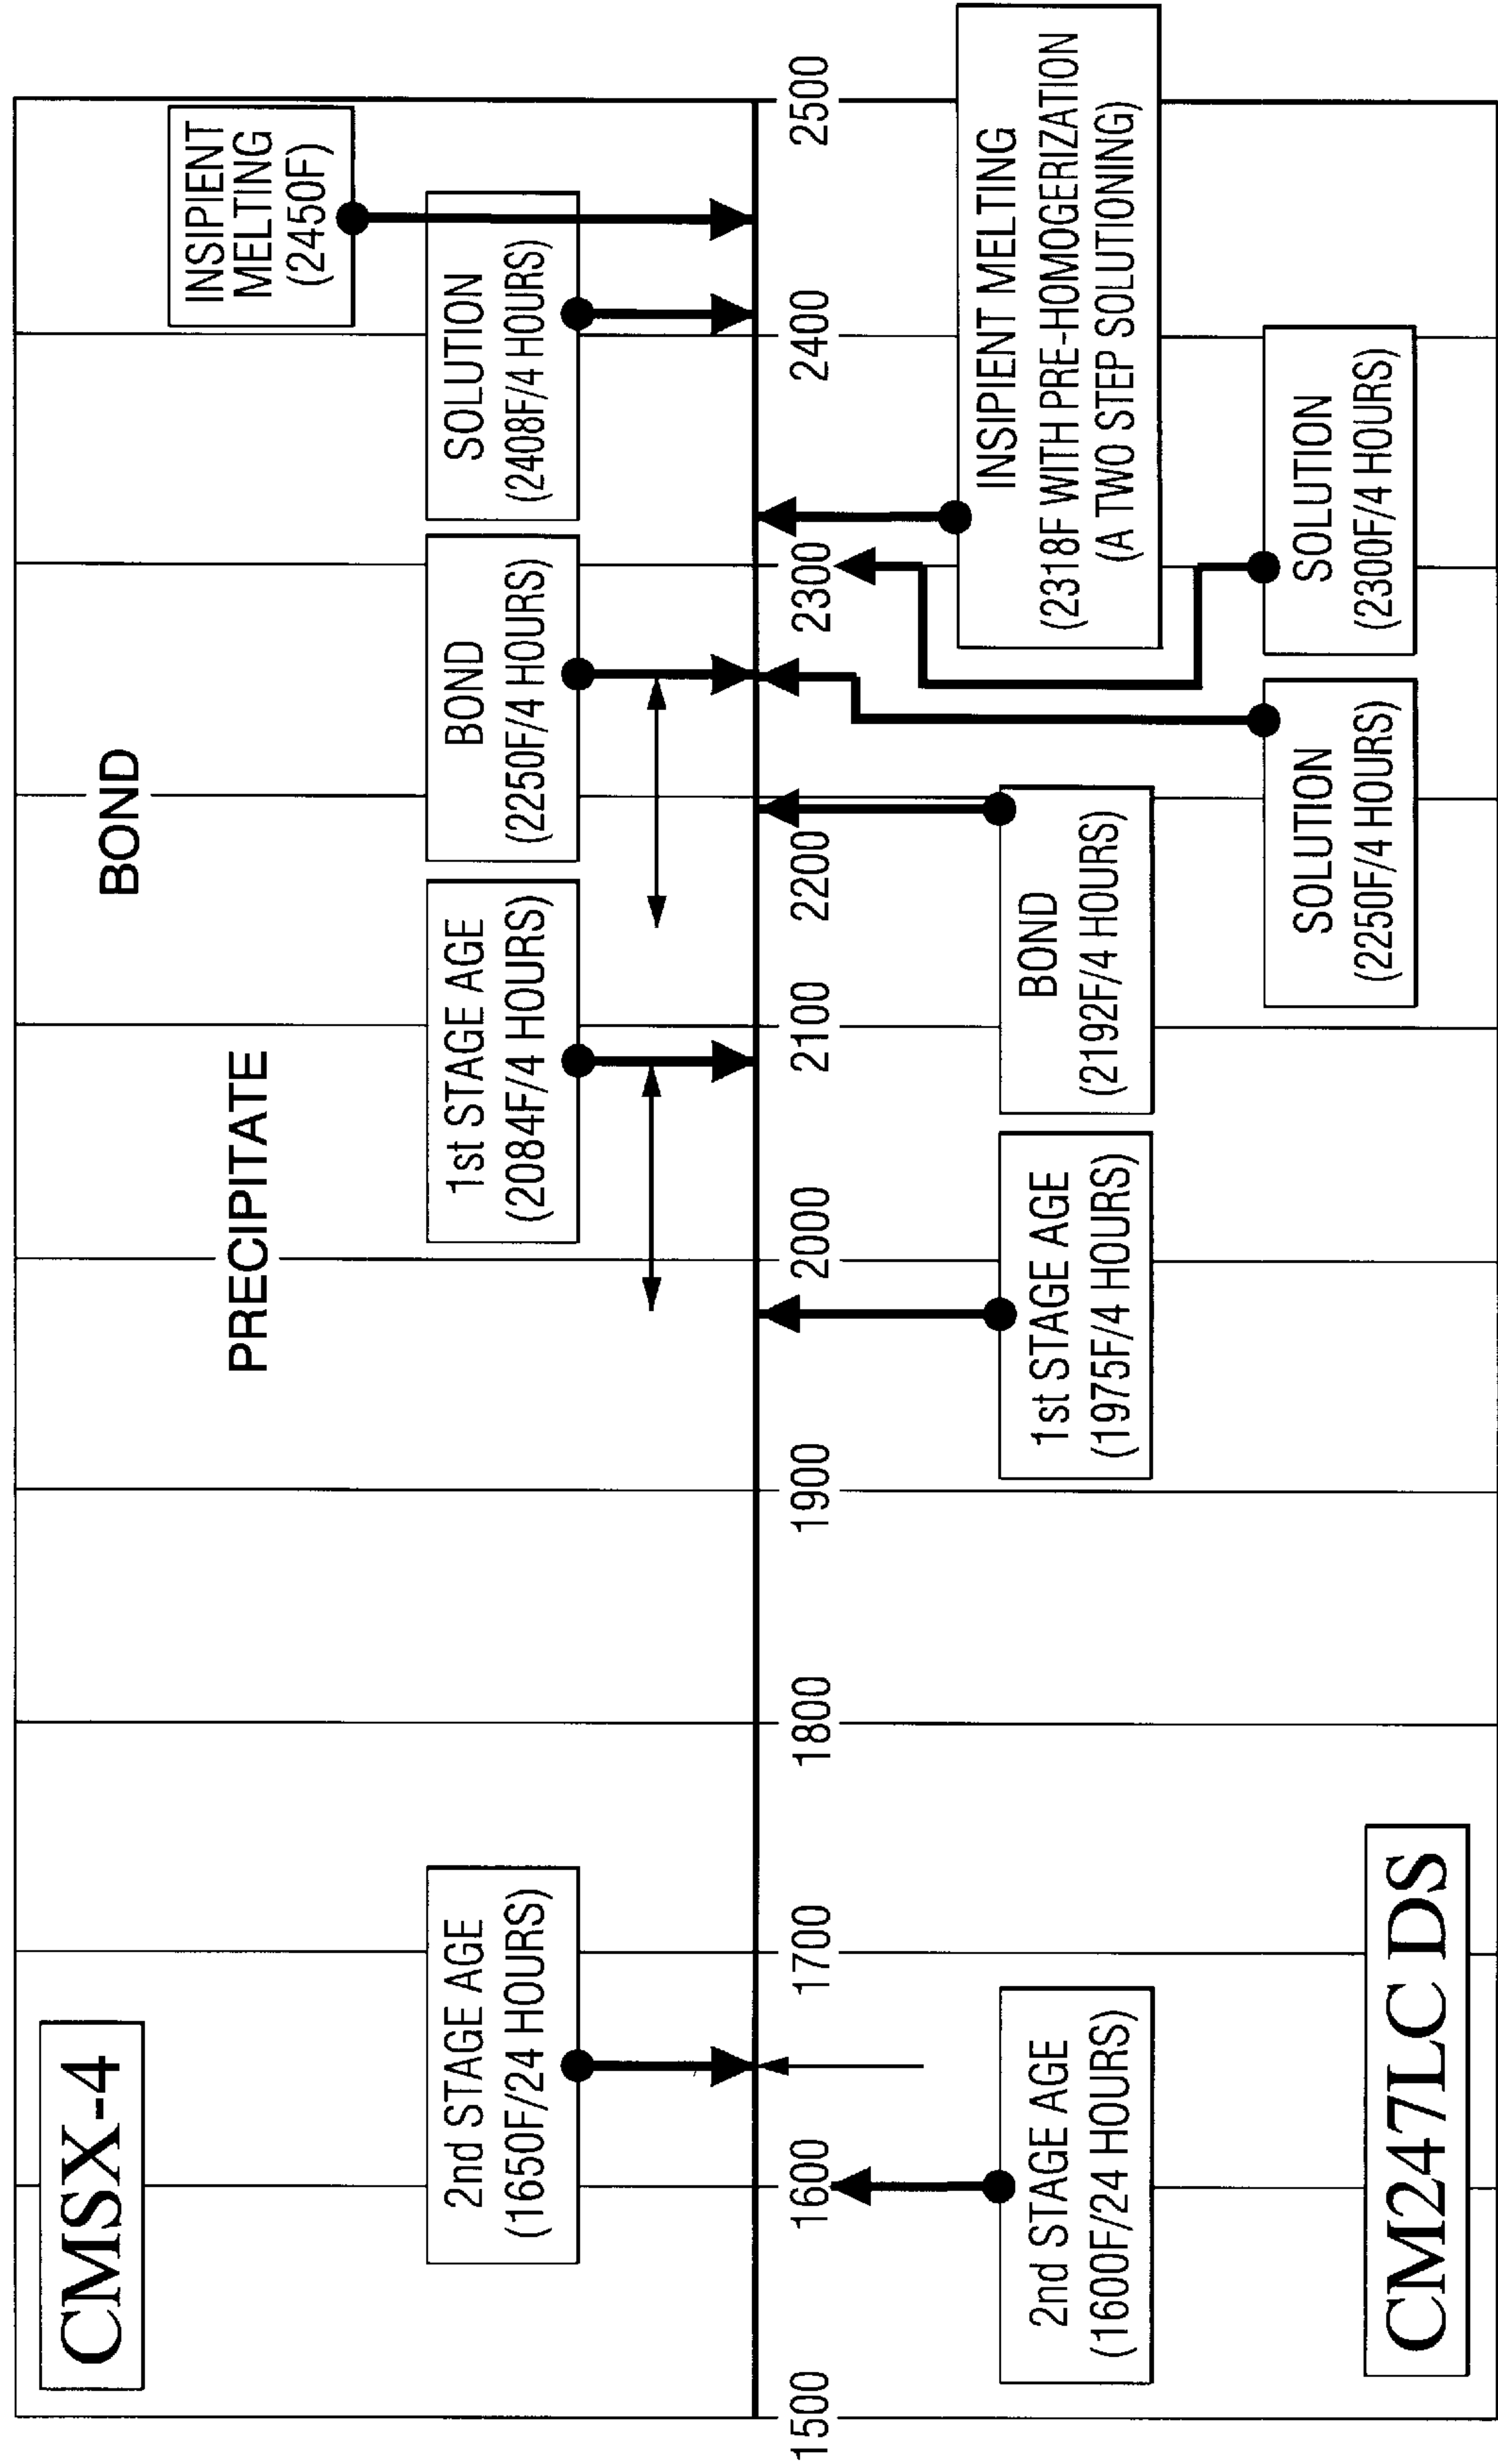 CMSX-4
BOND
PRECIPITATE
INSIPIENT
MELTING
(2450F)
2nd STAGE AGE
(1650F/24 HOURS)
1st STAGE AGE
(2084F/4 HOURS)
BOND
(2250F/4 HOURS)
SOLUTION
(2408F/4 HOURS)
1500
1600
1700
1800
1900
2000
2100
2200
2300
2400
2500
INSIPIENT MELTING
(2318F WITH PRE-HOMOGERIZATION
(A TWO STEP SOLUTIONING)
2nd STAGE AGE
(1600F/24 HOURS)
1st STAGE AGE
(1975F/4 HOURS)
BOND
(2192F/4 HOURS)
SOLUTION
(2250F/4 HOURS)
SOLUTION
(2300F/4 HOURS)
CM247LC DS